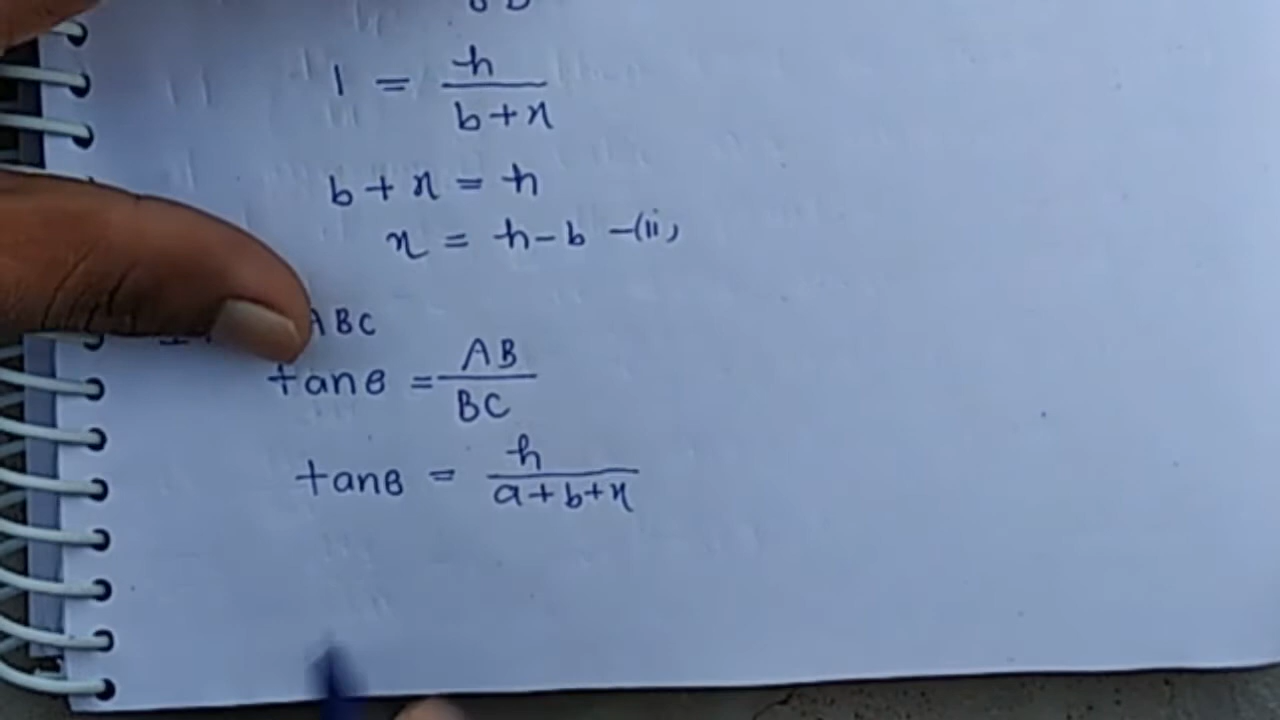 1 = h/(b+x)
b+x = h
x = h-b -(ii)
ABC
tanθ = AB/BC
tanθ = h/(a+b+x)